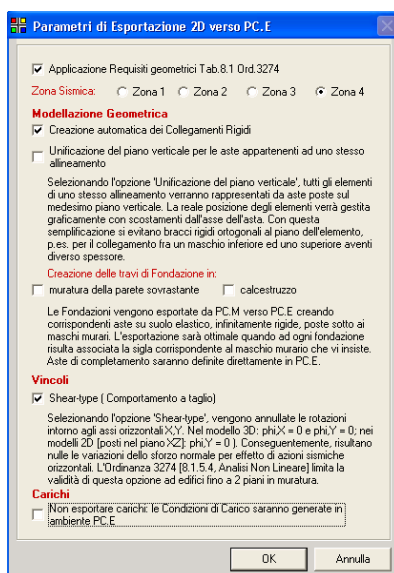 Parametri di Esportazione 2D verso PC.E
Applicazione Requisiti geometrici Tab.8.1 Ord.3274
Zona Sismica: Zona 1 Zona 2 Zona 3 Zona 4
Modellazione Geometrica
Creazione automatica dei Collegamenti Rigidi
Unificazione del piano verticale per le aste appartenenti ad uno stesso
allineamento
Selezionando l'opzione 'Unificazione del piano verticale', tutti gli elementi
di uno stesso allineamento verranno rappresentati da aste poste sul
medesimo piano verticale. La reale posizione degli elementi verrà gestita
graficamente con scostamenti dall'asse dell'asta. Con questa
semplificazione si evitano bracci rigidi ortogonali al piano dell'elemento,
p.es. per il collegamento fra un maschio inferiore ed uno superiore aventi
diverso spessore.
Creazione delle travi di Fondazione in:
muratura della parete sovrastante calcestruzzo
Le Fondazioni vengono esportate da PC.M verso PC.E creando
corrispondenti aste su suolo elastico, infinitamente rigide, poste sotto ai
maschi murari. L'esportazione sarà ottimale quando ad ogni fondazione
risulta associata la sigla corrispondente al maschio murario che vi insiste.
Aste di completamento saranno definite direttamente in PC.E.
Vincoli
Shear-type ( Comportamento a taglio)
Selezionando l'opzione 'Shear-type', vengono annullate le rotazioni
intorno agli assi orizzontali X,Y. Nel modello 3D: phi,X = 0 e phi,Y = 0; nei
modelli 2D [posti nel piano XZ]: phi,Y = 0 ). Conseguentemente, risultano
nulle le variazioni dello sforzo normale per effetto di azioni sismiche
orizzontali. L'Ordinanza 3274 [8.1.5.4, Analisi Non Lineare] limita la
validità di questa opzione ad edifici fino a 2 piani in muratura.
Carichi
Non esportare carichi: le Condizioni di Carico saranno generate in
ambiente PC.E
OK Annulla